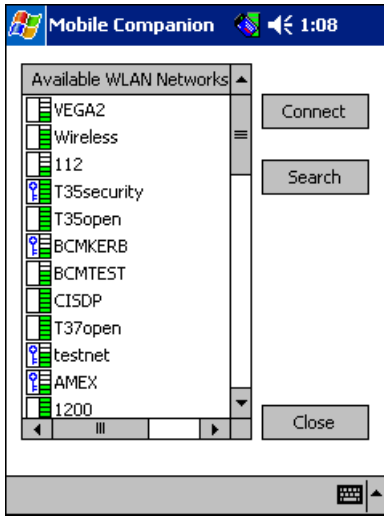 Mobile Companion 1:08
Available WLAN Networks
VEGA2
Wireless
112
T35security
T35open
BCMKERB
BCMTEST
CISDP
T37open
testnet
AMEX
1200
Connect
Search
Close